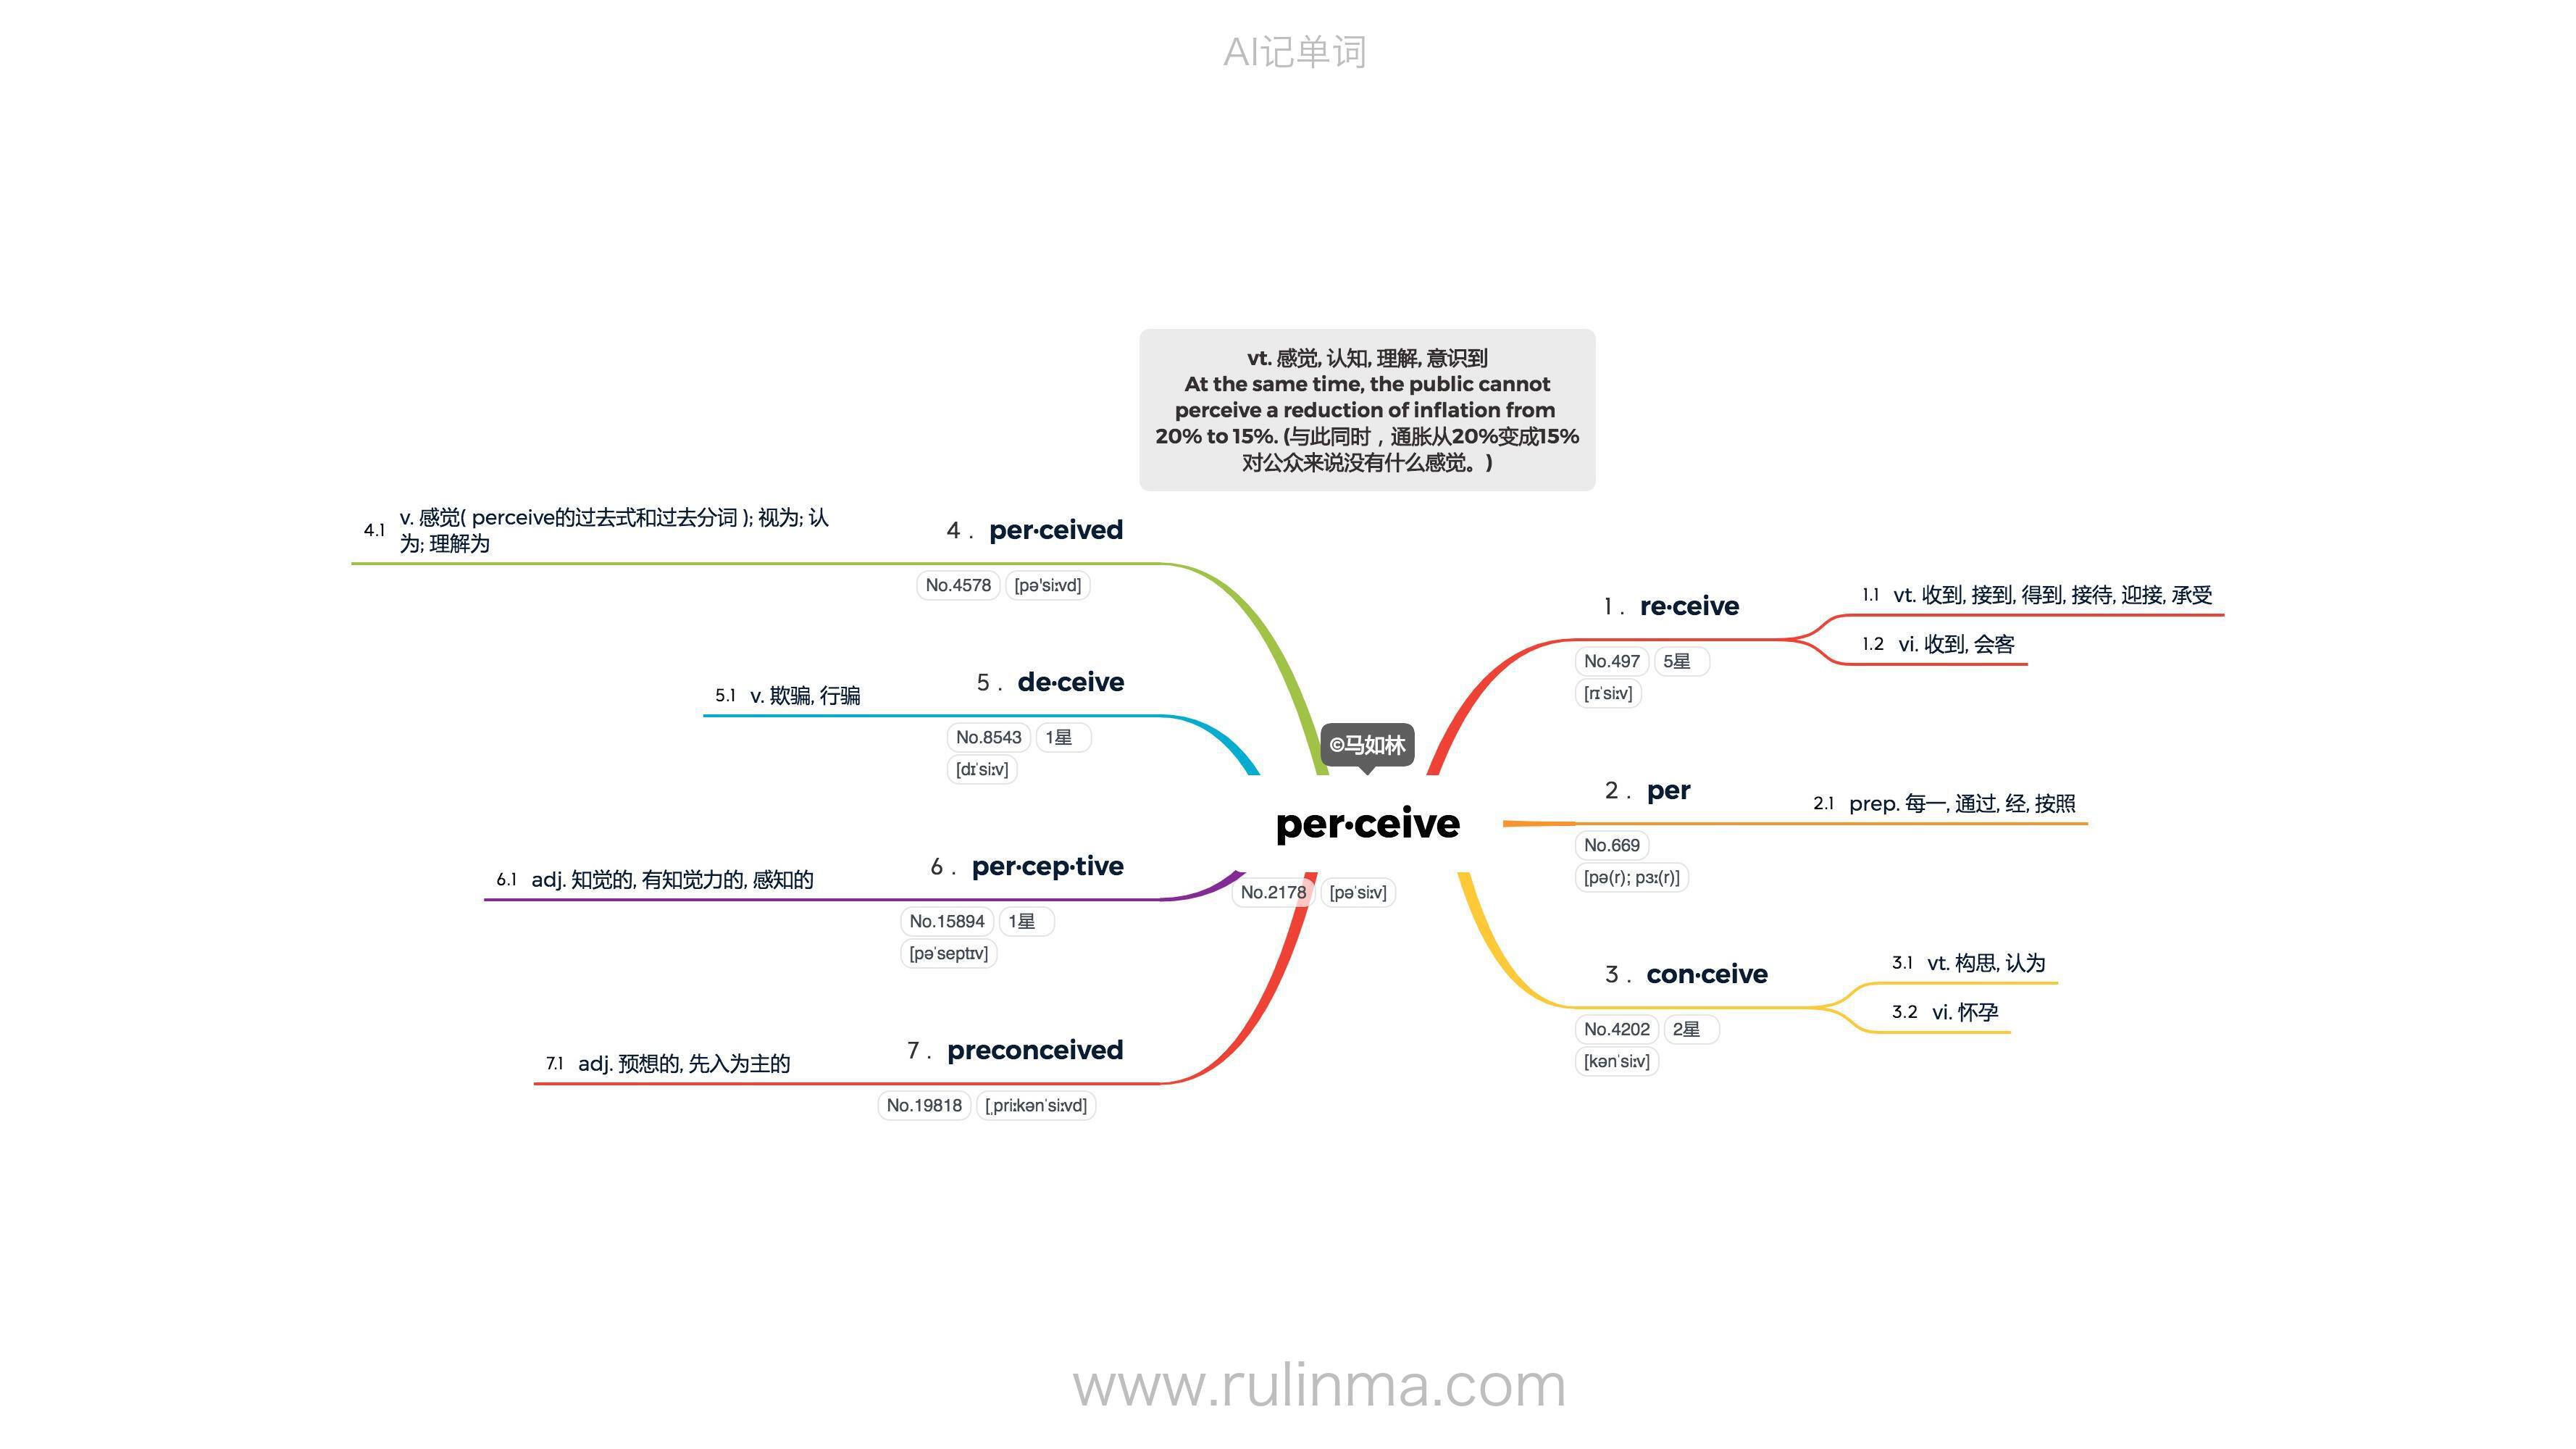 AI记单词
vt. 感觉, 认知, 理解, 意识到
At the same time, the public cannot
perceive a reduction of inflation from
20% to 15%. (与此同时，通胀从20%变成15%
对公众来说没有什么感觉。)
©马如林
per·ceive
No.2178 [pəˈsiːv]
1 . re·ceive
No.497 5星
[rɪˈsiːv]
1.1 vt. 收到, 接到, 得到, 接待, 迎接, 承受
1.2 vi. 收到, 会客
2 . per
No.669
[pə(r); pɜː(r)]
2.1 prep. 每一, 通过, 经, 按照
3 . con·ceive
No.4202 2星
[kənˈsiːv]
3.1 vt. 构思, 认为
3.2 vi. 怀孕
4 . per·ceived
No.4578 [pə'siːvd]
4.1 v. 感觉( perceive的过去式和过去分词 ); 视为; 认
为; 理解为
5 . de·ceive
No.8543 1星
[dɪˈsiːv]
5.1 v. 欺骗, 行骗
6 . per·cep·tive
No.15894 1星
[pəˈseptɪv]
6.1 adj. 知觉的, 有知觉力的, 感知的
7 . preconceived
No.19818 [ˌpriːkənˈsiːvd]
7.1 adj. 预想的, 先入为主的
www.rulinma.com